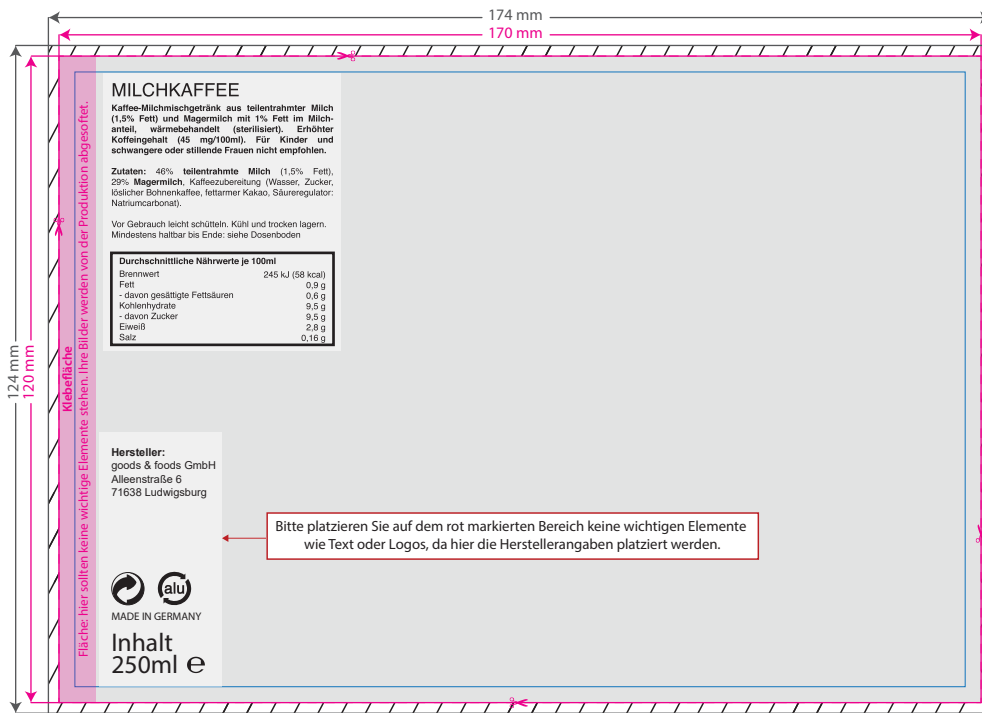 174 mm
170 mm
124 mm
120 mm
Klebefläche
Fläche: hier sollten keine wichtige Elemente stehen. Ihre Bilder werden von der Produktion abgesoftet.
MILCHKAFFEE
Kaffee-Milchmischgetränk aus teilentrahmter Milch
(1,5% Fett) und Magermilch mit 1% Fett im Milch-
anteil, wärmebehandelt (sterilisiert). Erhöhter
Koffeingehalt (45 mg/100ml). Für Kinder und
schwangere oder stillende Frauen nicht empfohlen.
Zutaten: 46% teilentrahmte Milch (1,5% Fett),
29% Magermilch, Kaffeezubereitung (Wasser, Zucker,
löslicher Bohnenkaffee, fettarmer Kakao, Säureregulator:
Natriumcarbonat).
Vor Gebrauch leicht schütteln. Kühl und trocken lagern.
Mindestens haltbar bis Ende: siehe Dosenboden
Durchschnittliche Nährwerte je 100ml
Brennwert 245 kJ (58 kcal)
Fett 0,9 g
- davon gesättigte Fettsäuren 0,6 g
Kohlenhydrate 9,5 g
- davon Zucker 9,5 g
Eiweiß 2,8 g
Salz 0,16 g
Hersteller:
goods & foods GmbH
Alleenstraße 6
71638 Ludwigsburg
Bitte platzieren Sie auf dem rot markierten Bereich keine wichtigen Elemente
wie Text oder Logos, da hier die Herstellerangaben platziert werden.
alu
MADE IN GERMANY
Inhalt
250ml ℮